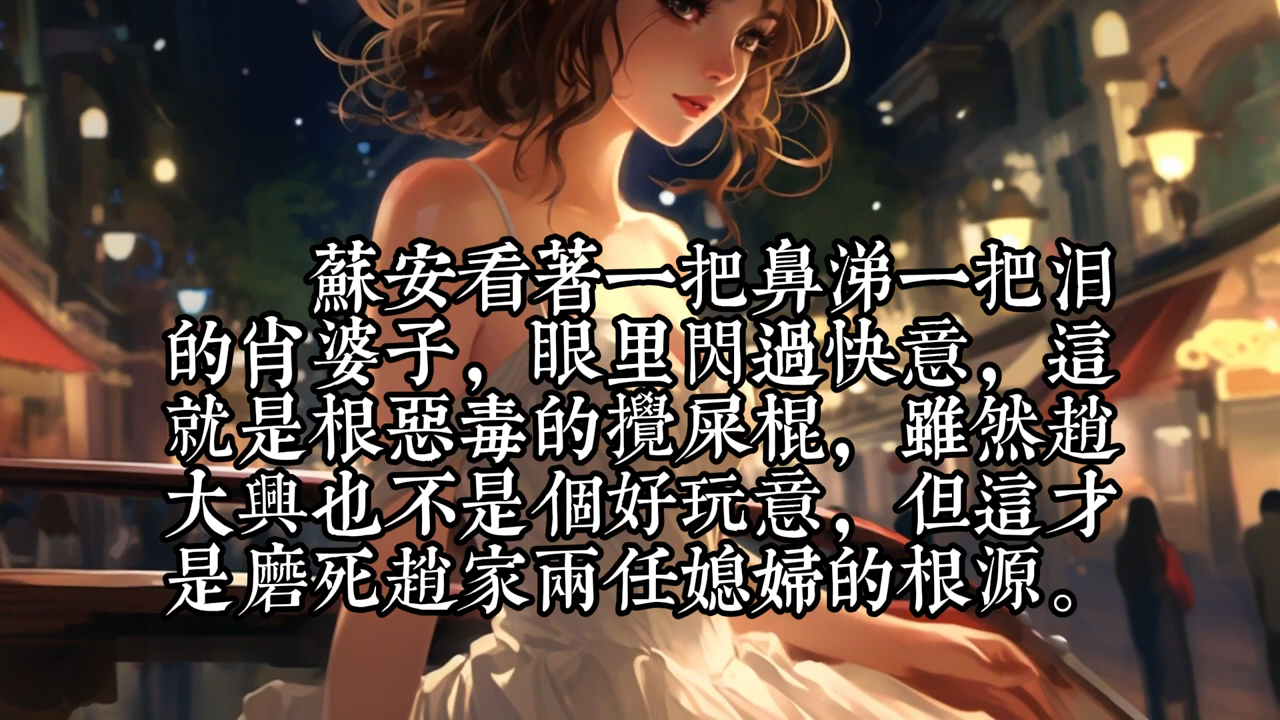 蘇安看著一把鼻涕一把泪
的肖婆子，眼里閃過快意，這
就是根惡毒的攪屎棍，雖然趙
大興也不是個好玩意，但這才
是磨死趙家兩任媳婦的根源。